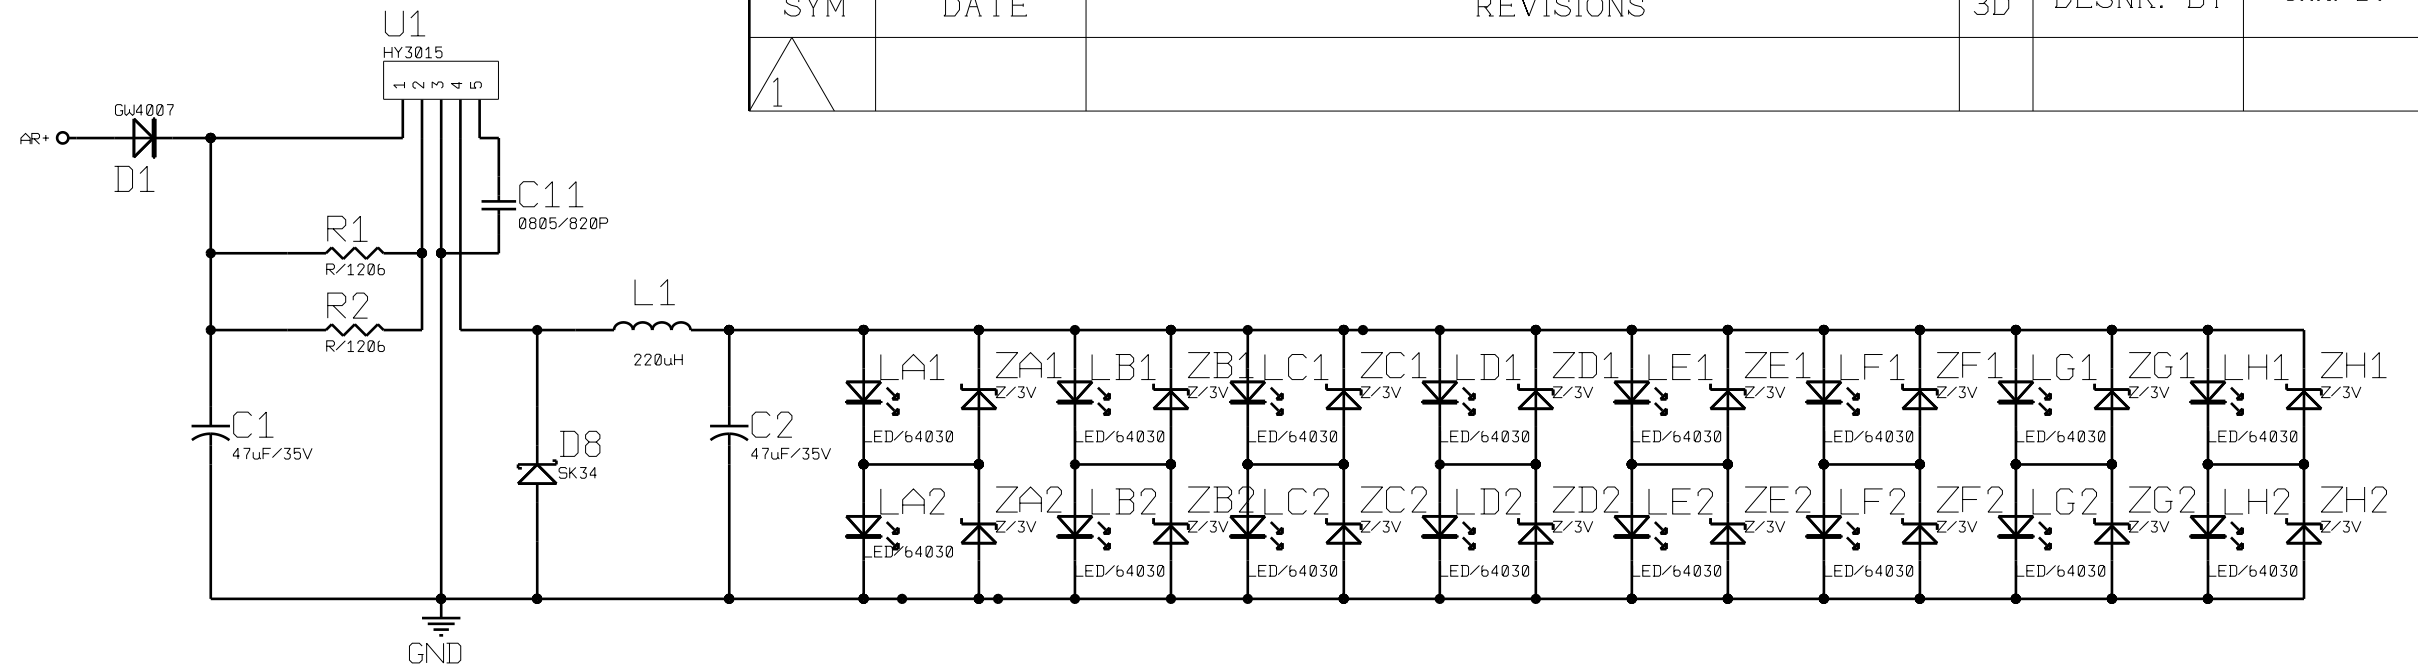 SYM DATE REVISIONS 3D
1
U1
HY3015
1 2 3 4 5
GW4007
AR+
D1
C11
0805/820P
R1
R/1206
R2
R/1206
L1
220uH
C1
47uF/35V
D8
SK34
C2
47uF/35V
LA1 ZA1 LB1 ZB1 LC1 ZC1 LD1 ZD1 LE1 ZE1 LF1 ZF1 LG1 ZG1 LH1 ZH1
Z/3V Z/3V Z/3V Z/3V Z/3V Z/3V Z/3V Z/3V
LED/64030 LED/64030 LED/64030 LED/64030 LED/64030 LED/64030 LED/64030 LED/64030
LA2 ZA2 LB2 ZB2 LC2 ZC2 LD2 ZD2 LE2 ZE2 LF2 ZF2 LG2 ZG2 LH2 ZH2
Z/3V Z/3V Z/3V Z/3V Z/3V Z/3V Z/3V Z/3V
LED/64030
LED/64030 LED/64030 LED/64030 LED/64030 LED/64030 LED/64030 LED/64030
GND